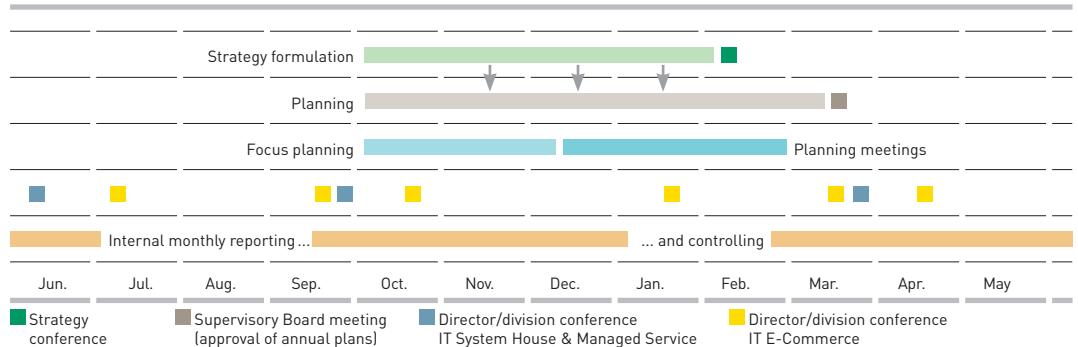 Strategy formulation
Planning
Focus planning
Planning meetings
Internal monthly reporting ...
... and controlling
Jun. Jul. Aug. Sep. Oct. Nov. Dec. Jan. Feb. Mar. Apr. May
Strategy
conference
Supervisory Board meeting
(approval of annual plans)
Director/division conference
IT System House & Managed Service
Director/division conference
IT E-Commerce